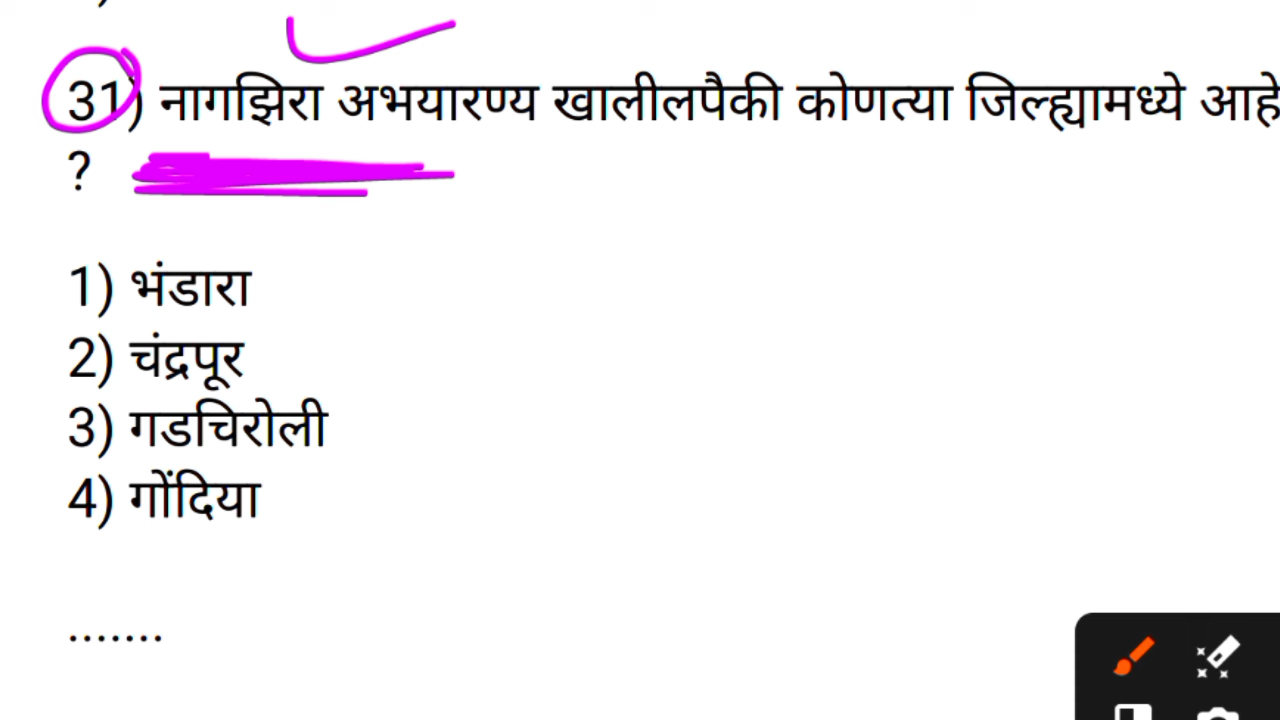 31) नागझिरा अभयारण्य खालीलपैकी कोणत्या जिल्ह्यामध्ये आहे
?
1) भंडारा
2) चंद्रपूर
3) गडचिरोली
4) गोंदिया
.......